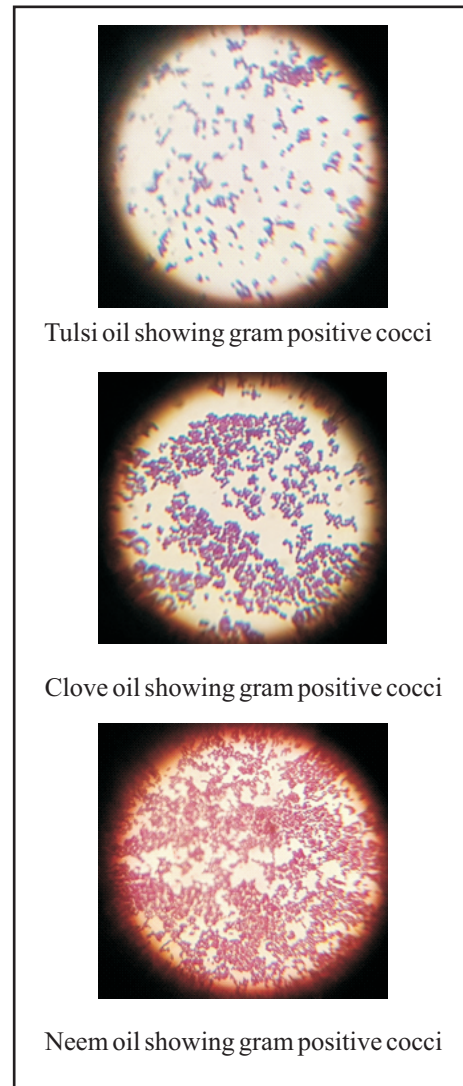 Tulsi oil showing gram positive cocci
Clove oil showing gram positive cocci
Neem oil showing gram positive cocci